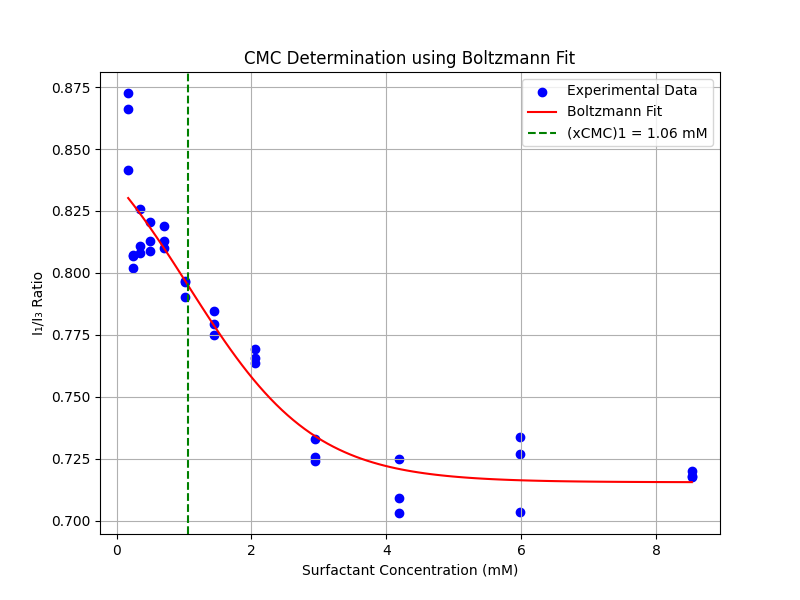 CMC Determination using Boltzmann Fit
Experimental Data
Boltzmann Fit
(xCMC)1 = 1.06 mM
0.875
0.850
0.825
0.800
0.775
0.750
0.725
0.700
I₁/I₃ Ratio
0 2 4 6 8
Surfactant Concentration (mM)